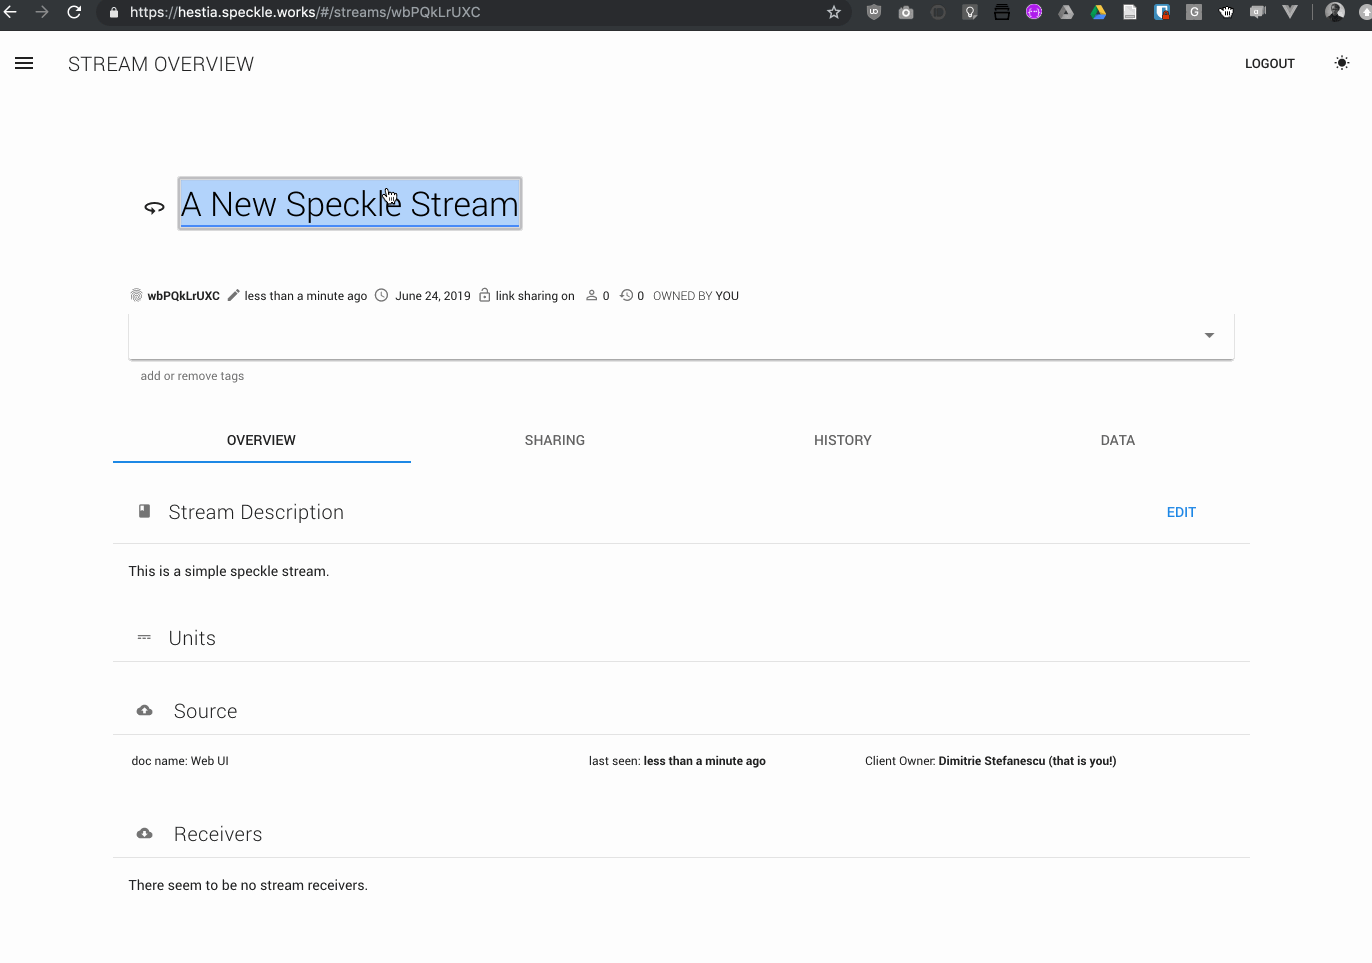 https://hestia.speckle.works/#/streams/wbPQkLrUXC
STREAM OVERVIEW
LOGOUT
A New Speckle Stream
wbPQkLrUXC less than a minute ago June 24, 2019 link sharing on 0 0 OWNED BY YOU
add or remove tags
OVERVIEW SHARING HISTORY DATA
Stream Description
EDIT
This is a simple speckle stream.
Units
Source
doc name: Web UI last seen: less than a minute ago Client Owner: Dimitrie Stefanescu (that is you!)
Receivers
There seem to be no stream receivers.